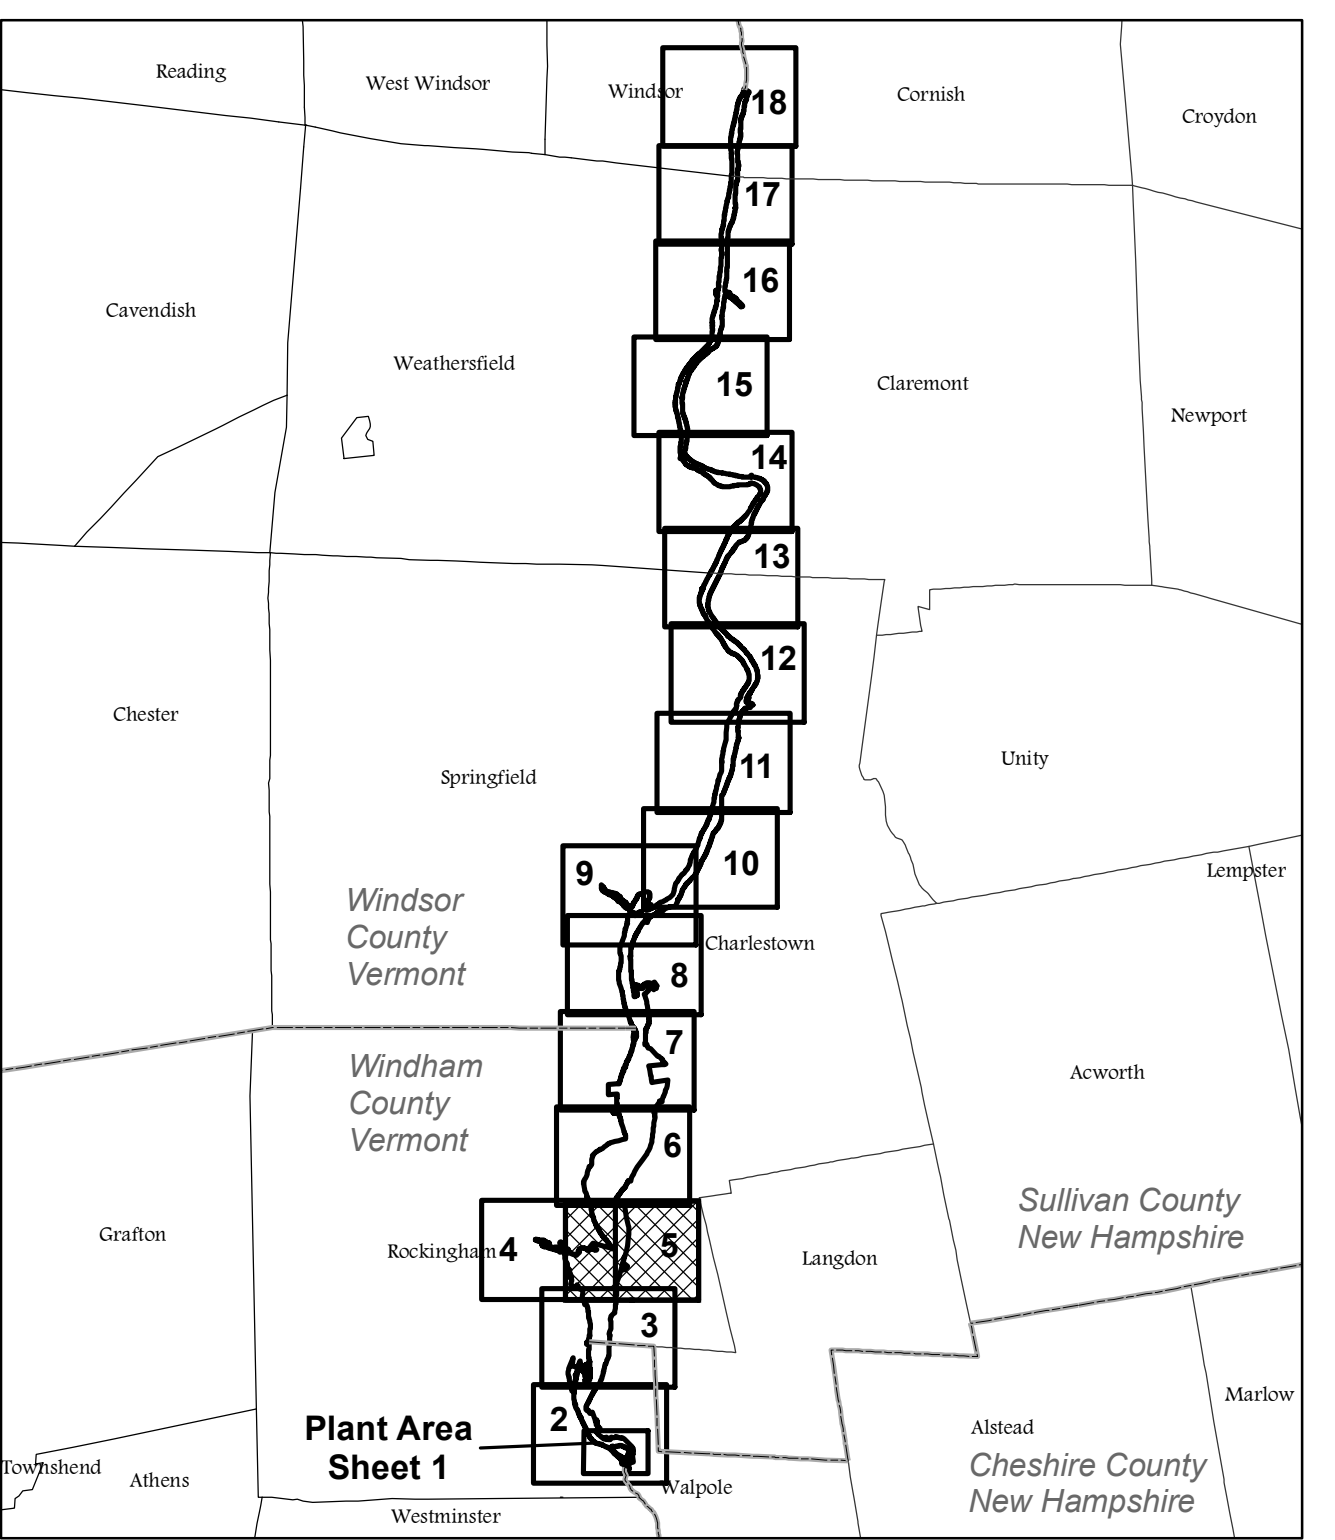 Reading
West Windsor
Windsor
18
Cornish
Croydon
17
16
Cavendish
Weathersfield
15
Claremont
Newport
14
13
12
Chester
Springfield
11
Unity
10
9
Lempster
Windsor
County
Vermont
Charlestown
8
7
Windham
County
Vermont
Acworth
6
Sullivan County
New Hampshire
Grafton
Rockingham
4
5
Langdon
3
Marlow
2
Plant Area
Sheet 1
Alstead
Cheshire County
New Hampshire
Townshend
Athens
Walpole
Westminster